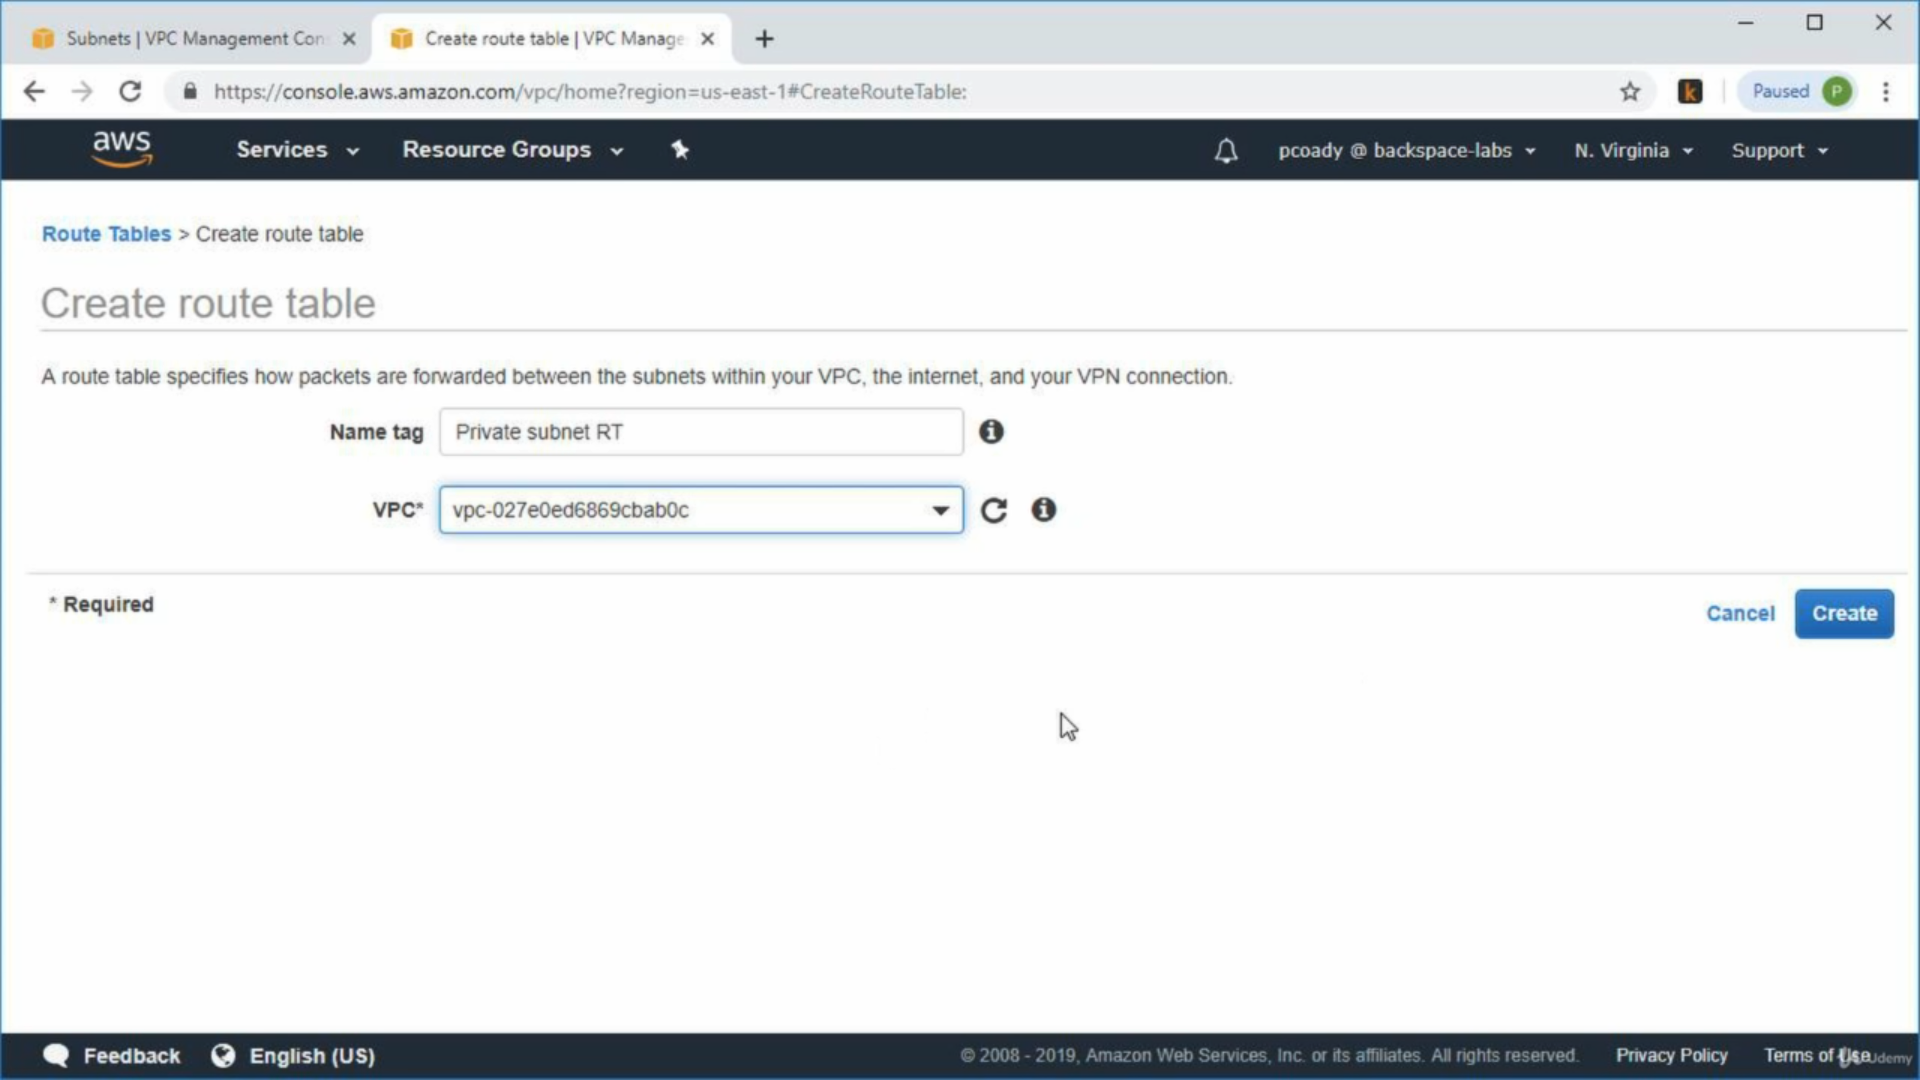 Subnets | VPC Management Con
Create route table | VPC Manage
https://console.aws.amazon.com/vpc/home?region=us-east-1#CreateRouteTable:
k
Paused P
aws
Services
Resource Groups
pcoady @ backspace-labs
N. Virginia
Support
Route Tables > Create route table
Create route table
A route table specifies how packets are forwarded between the subnets within your VPC, the internet, and your VPN connection.
Name tag Private subnet RT
VPC* vpc-027e0ed6869cbab0c
* Required
Cancel Create
Feedback English (US) © 2008 - 2019, Amazon Web Services, Inc. or its affiliates. All rights reserved. Privacy Policy Terms of Use
Udemy